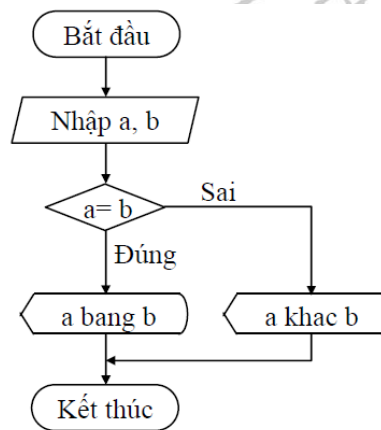 Bắt đầu
Nhập a, b
a= b
Sai
Đúng
a bang b
a khac b
Kết thúc